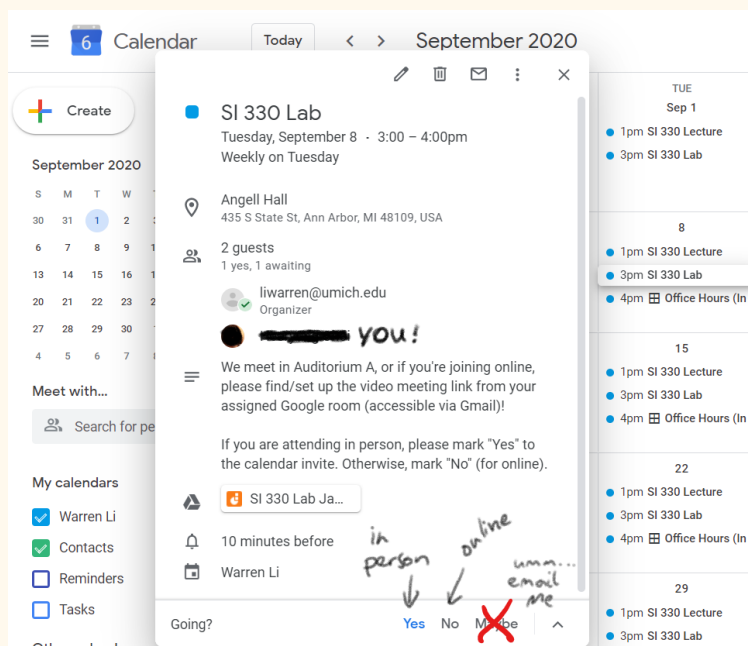 Calendar
Today
September 2020
6
Create
September 2020
S M T W
30 31 1 2
6 7 8 9
13 14 15 16
20 21 22 23
27 28 29 30
4 5 6 7
Meet with...
Search for pe
My calendars
Warren Li
Contacts
Reminders
Tasks
SI 330 Lab
Tuesday, September 8 · 3:00 – 4:00pm
Weekly on Tuesday
Angell Hall
435 S State St, Ann Arbor, MI 48109, USA
2 guests
1 yes, 1 awaiting
liwarren@umich.edu
Organizer
you!
We meet in Auditorium A, or if you're joining online,
please find/set up the video meeting link from your
assigned Google room (accessible via Gmail)!
If you are attending in person, please mark "Yes" to
the calendar invite. Otherwise, mark "No" (for online).
SI 330 Lab Ja...
10 minutes before
Warren Li
in
person
online
umm...
email
me
Going?
Yes No Maybe
TUE
Sep 1
1pm SI 330 Lecture
3pm SI 330 Lab
8
1pm SI 330 Lecture
3pm SI 330 Lab
4pm Office Hours (In
15
1pm SI 330 Lecture
3pm SI 330 Lab
4pm Office Hours (In
22
1pm SI 330 Lecture
3pm SI 330 Lab
4pm Office Hours (In
29
1pm SI 330 Lecture
3pm SI 330 Lab